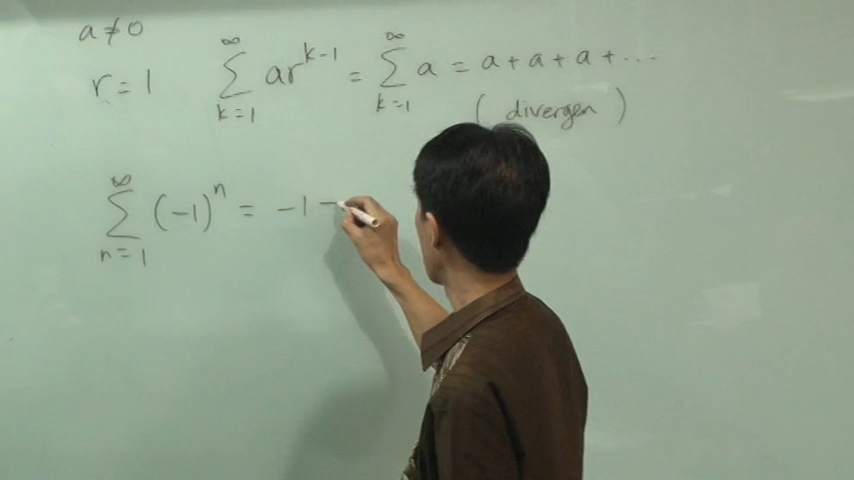 a ≠ 0
r = 1 ∞ ∑ k=1 ar^{k-1} = ∞ ∑ k=1 a = a + a + a + ...
( divergen )
∞ ∑ n=1 (-1)^n = -1 -